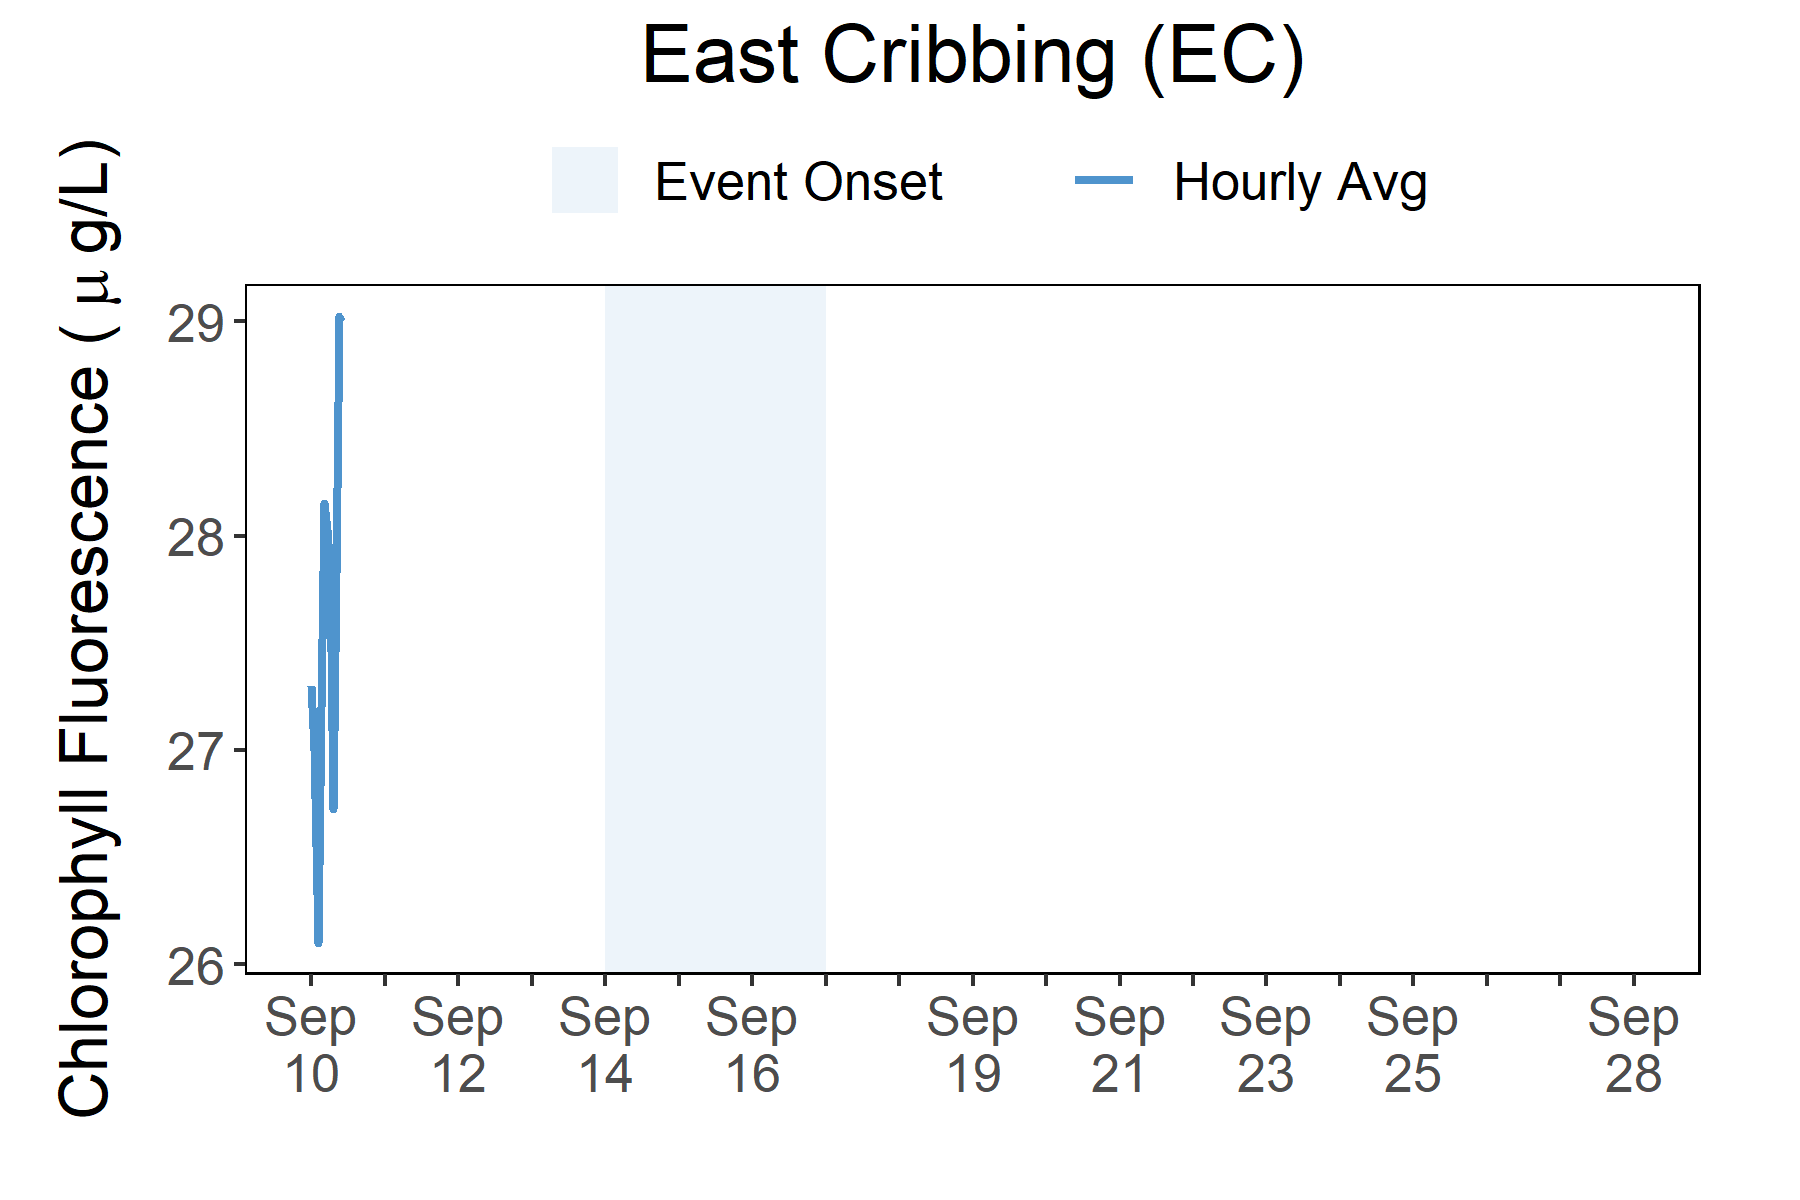 East Cribbing (EC)
Event Onset
Hourly Avg
Chlorophyll Fluorescence ( μ g/L)
29
28
27
26
Sep 10
Sep 12
Sep 14
Sep 16
Sep 19
Sep 21
Sep 23
Sep 25
Sep 28